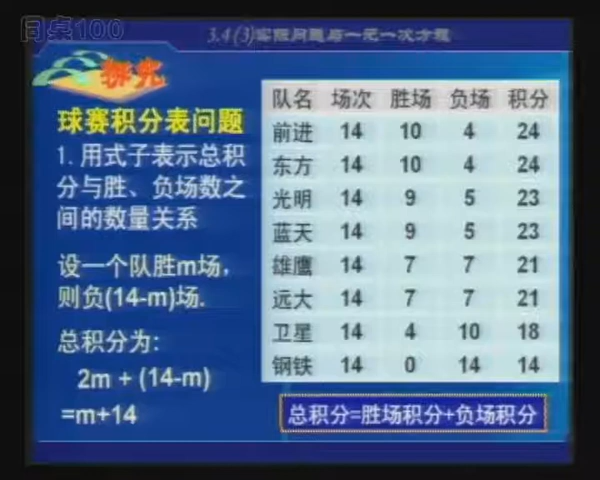 同桌100
3.4(3)实际问题与一元一次方程
探究
球赛积分表问题
1. 用式子表示总积
分与胜、负场数之
间的数量关系
设一个队胜m场，
则负(14-m)场.
总积分为:
2m + (14-m)
=m+14
队名 场次 胜场 负场 积分
前进 14 10 4 24
东方 14 10 4 24
光明 14 9 5 23
蓝天 14 9 5 23
雄鹰 14 7 7 21
远大 14 7 7 21
卫星 14 4 10 18
钢铁 14 0 14 14
总积分=胜场积分+负场积分